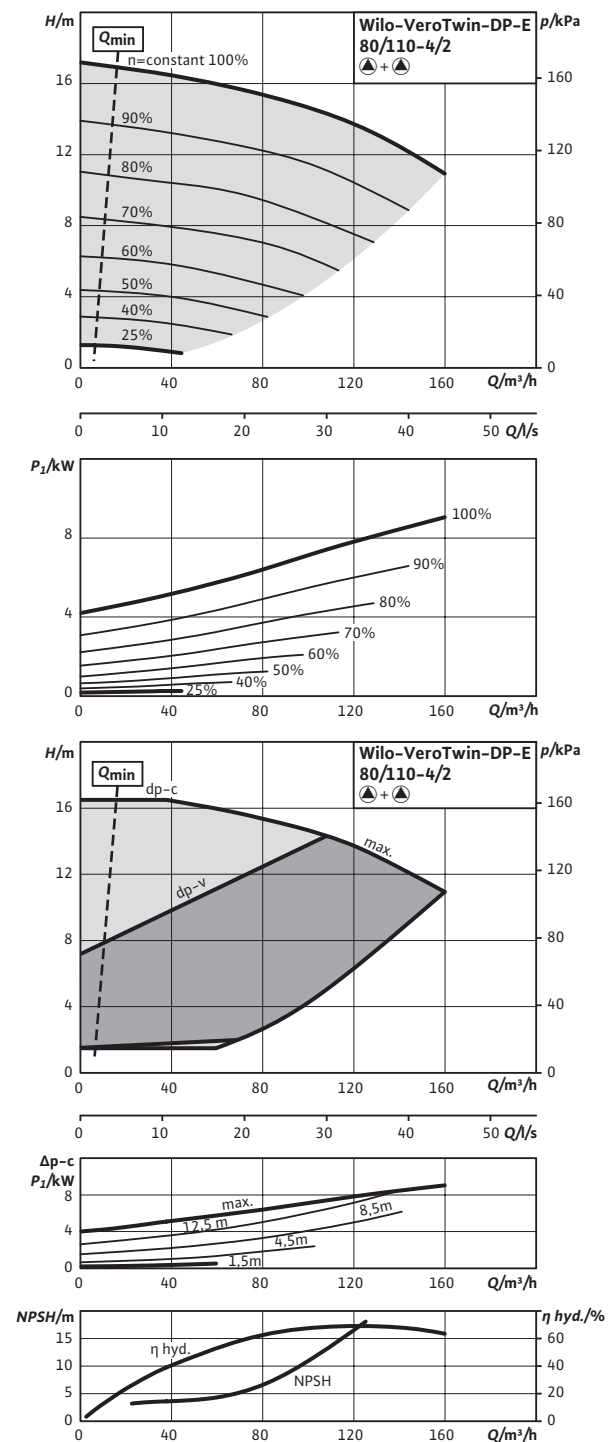 H/m
Qmin
n=constant 100%
Wilo-VeroTwin-DP-E
80/110-4/2
+
p/kPa
16
160
90%
12
120
80%
8
70%
80
60%
4
50%
40
40%
25%
0
0
0 40 80 120 160 Q/m³/h
0 10 20 30 40 50 Q/l/s
P1/kW
100%
8
90%
80%
4
70%
60%
50%
40%
25%
0
0 40 80 120 160 Q/m³/h
H/m
Qmin
dp-c
Wilo-VeroTwin-DP-E
80/110-4/2
+
p/kPa
16
160
max.
12
120
dp-v
8
80
4
40
0
0
0 40 80 120 160 Q/m³/h
0 10 20 30 40 50 Q/l/s
Δp-c
P1/kW
8
max.
12,5 m
8,5m
4
4,5m
1,5m
0
0 40 80 120 160 Q/m³/h
NPSH/m
η hyd./%
15
60
η hyd.
10
40
NPSH
5
20
0
0
0 40 80 120 160 Q/m³/h